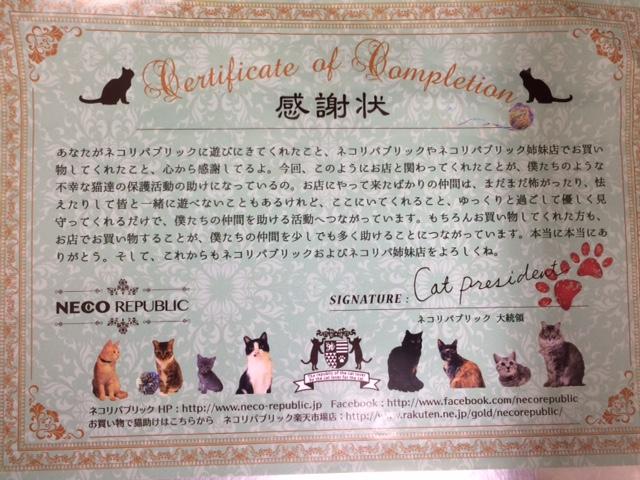 Certificate of Completion
感謝状
あなたがネコリパブリックに遊びにきてくれたこと、ネコリパブリックやネコリパブリック姉妹店でお買い
物してくれたこと、心から感謝してるよ。今回、このようにお店と関わってくれたことが、僕たちのような
不幸な猫達の保護活動の助けになっているの。お店にやって来たばかりの仲間は、まだまだ怖がったり、怯
えたりして皆と一緒に遊べないこともあるけれど、ここにいてくれること、ゆっくりと過ごして優しく見
守ってくれるだけで、僕たちの仲間を助ける活動へつながっています。もちろんお買い物してくれた方も、
お店でお買い物することが、僕たちの仲間を少しでも多く助けることにつながっています。本当に本当にあ
りがとう。そして、これからもネコリパブリックおよびネコリパ姉妹店をよろしくね。
NECO REPUBLIC
SIGNATURE : Cat president
ネコリパブリック 大統領
The republic of the cat lover
by the cat lover for the cat
ネコリパブリック HP : http://www.neco-republic.jp Facebook : http://www.facebook.com/necorepublic
お買い物で猫助けはこちらから ネコリパブリック楽天市場店 : http://www.rakuten.ne.jp/gold/necorepublic/